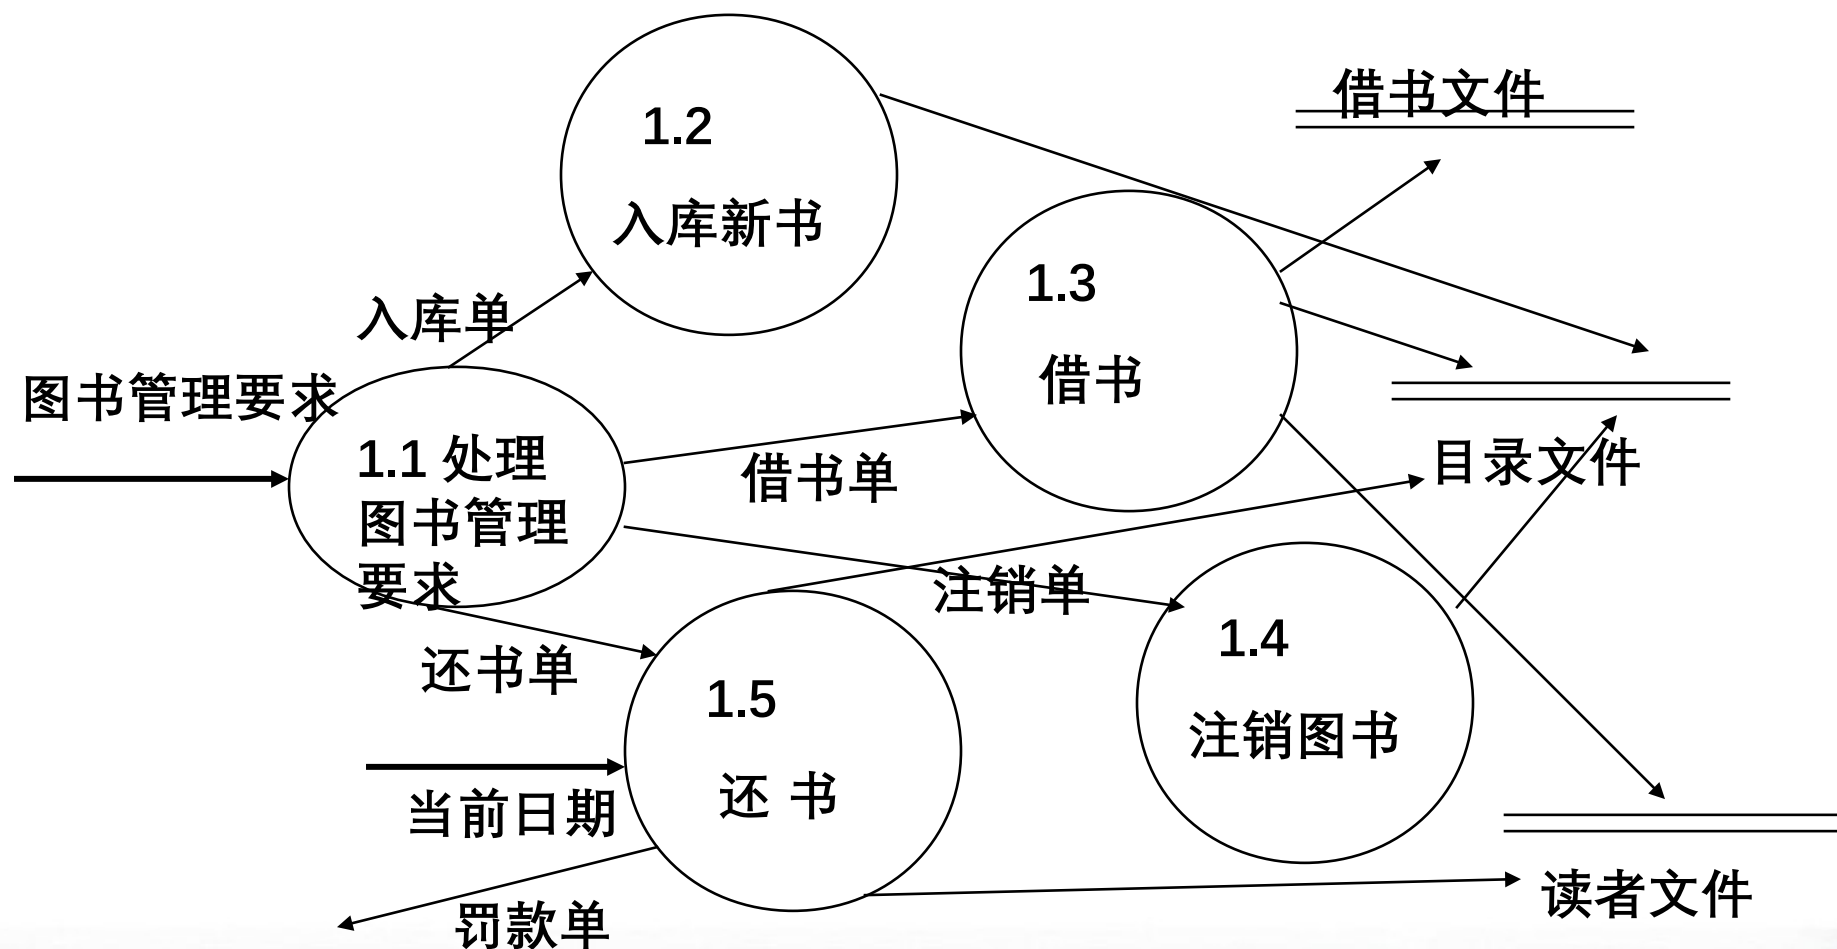 1.2
入库新书
借书文件
1.3
借书
入库单
图书管理要求
1.1 处理
图书管理
要求
借书单
目录文件
注销单
还书单
1.4
注销图书
1.5
还 书
当前日期
读者文件
罚款单